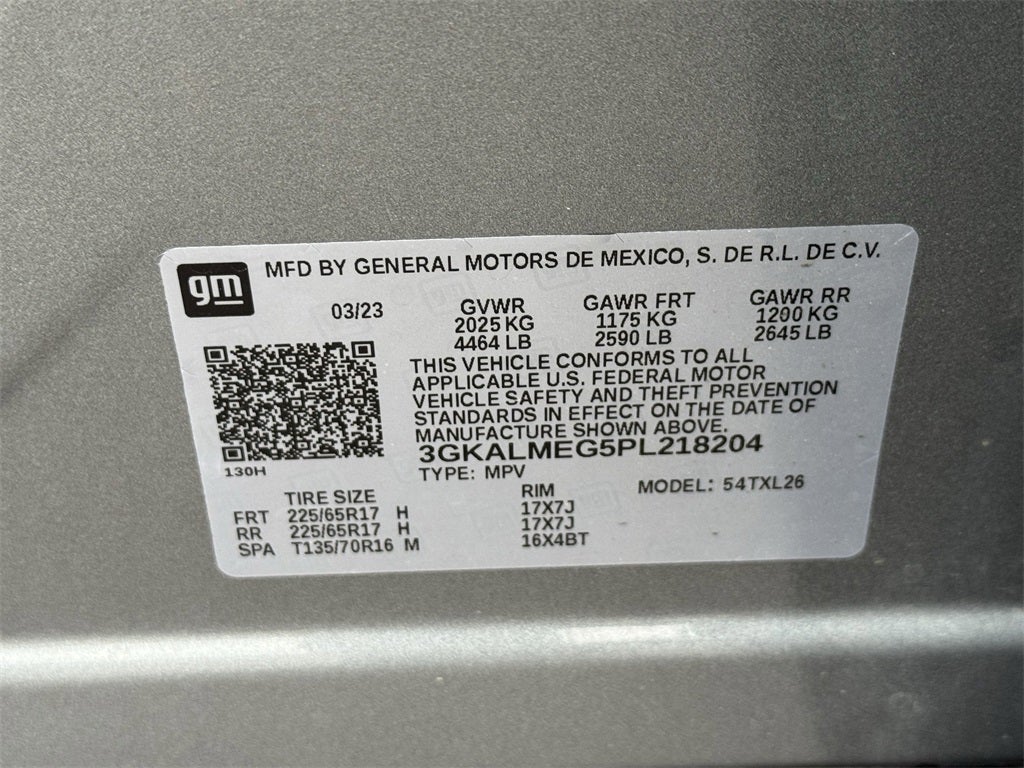 gm
MFD BY GENERAL MOTORS DE MEXICO, S. DE R.L. DE C.V.
03/23 GVWR GAWR FRT GAWR RR
2025 KG 1175 KG 1200 KG
4464 LB 2590 LB 2645 LB
THIS VEHICLE CONFORMS TO ALL
APPLICABLE U.S. FEDERAL MOTOR
VEHICLE SAFETY AND THEFT PREVENTION
STANDARDS IN EFFECT ON THE DATE OF
MANUFACTURE SHOWN ABOVE.
3GKALMEG5PL218204
130H
TYPE: MPV MODEL: 54TXL26
TIRE SIZE RIM
FRT 225/65R17 H 17X7J
RR 225/65R17 H 17X7J
SPA T135/70R16 M 16X4BT